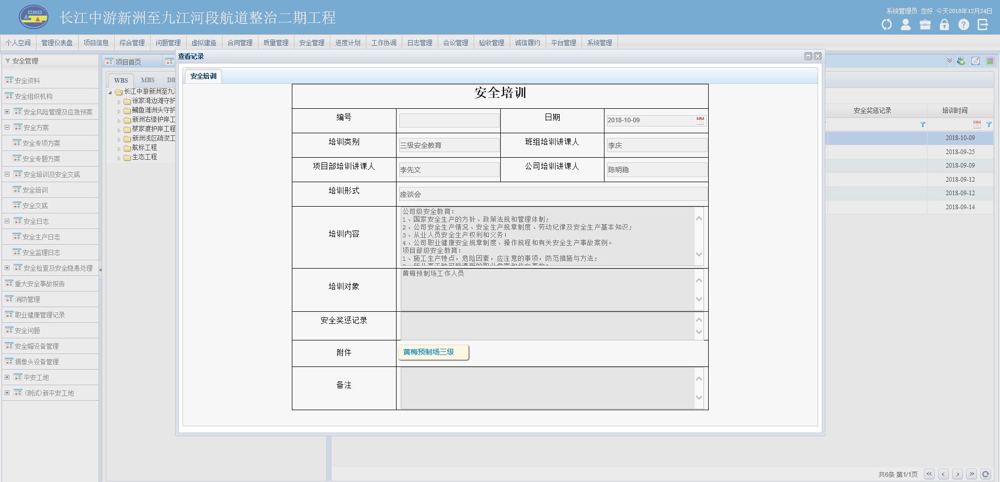 CWB
长江中游新洲至九江河段航道整治二期工程
系统管理员 您好 今天2018年12月24日
个人空间 管理仪表盘 项目信息 综合管理 问题管理 虚拟建造 合同管理 质量管理 安全管理 进度计划 工作协调 日志管理 会议管理 验收管理 诚信履约 平台管理 系统管理
安全管理
安全资料
安全组织机构
安全风险管理及应急预案
安全方案
安全专项方案
安全专题方案
安全培训及安全交底
安全培训
安全交底
安全日志
安全生产日志
安全监理日志
安全检查及安全隐患处理
重大安全事故报告
消防管理
职业健康管理记录
安全问题
安全帽设备管理
摄像头设备管理
平安工地
(测试)新平安工地
项目首页
WBS MBS DB
长江中游新洲至九
徐家湾边滩守护
鳊鱼滩洲头守护
新洲右缘护岸工
蔡家渡护岸工程
新洲浅区疏浚工
航标工程
生态工程
查看记录
安全培训
安全培训
编号 日期 2018-10-09
培训类别 三级安全教育 班组培训讲课人 李庆
项目部培训讲课人 李先文 公司培训讲课人 陈明稳
培训形式 座谈会
培训内容
公司级安全教育:
1、国家安全生产的方针、政策法规和管理体制;
2、公司安全生产情况、安全生产规章制度、劳动纪律及安全生产基本知识;
3、从业人员安全生产权利和义务;
4、公司职业健康安全规章制度、操作规程和有关安全生产事故案例。
项目部级安全教育:
1、施工生产特点,危险因素,应注意的事项,防范措施与方法;
培训对象 黄梅预制场工作人员
安全奖惩记录
附件 黄梅预制场三级
备注
安全奖惩记录 培训时间
2018-10-09
2018-09-25
2018-09-09
2018-09-12
2018-09-12
2018-09-14
共6条 第1/1页